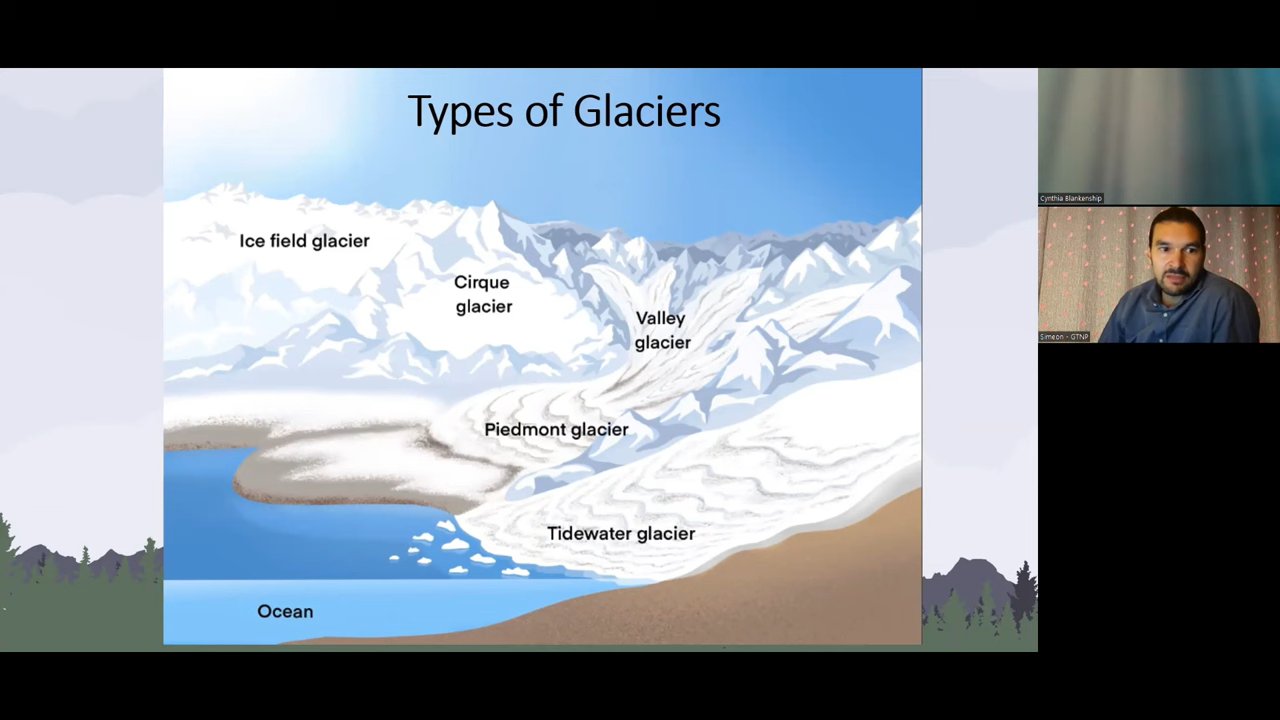 Types of Glaciers
Ice field glacier
Cirque
glacier
Valley
glacier
Piedmont glacier
Tidewater glacier
Ocean
Cynthia Blankenship
Simeon - GTNP